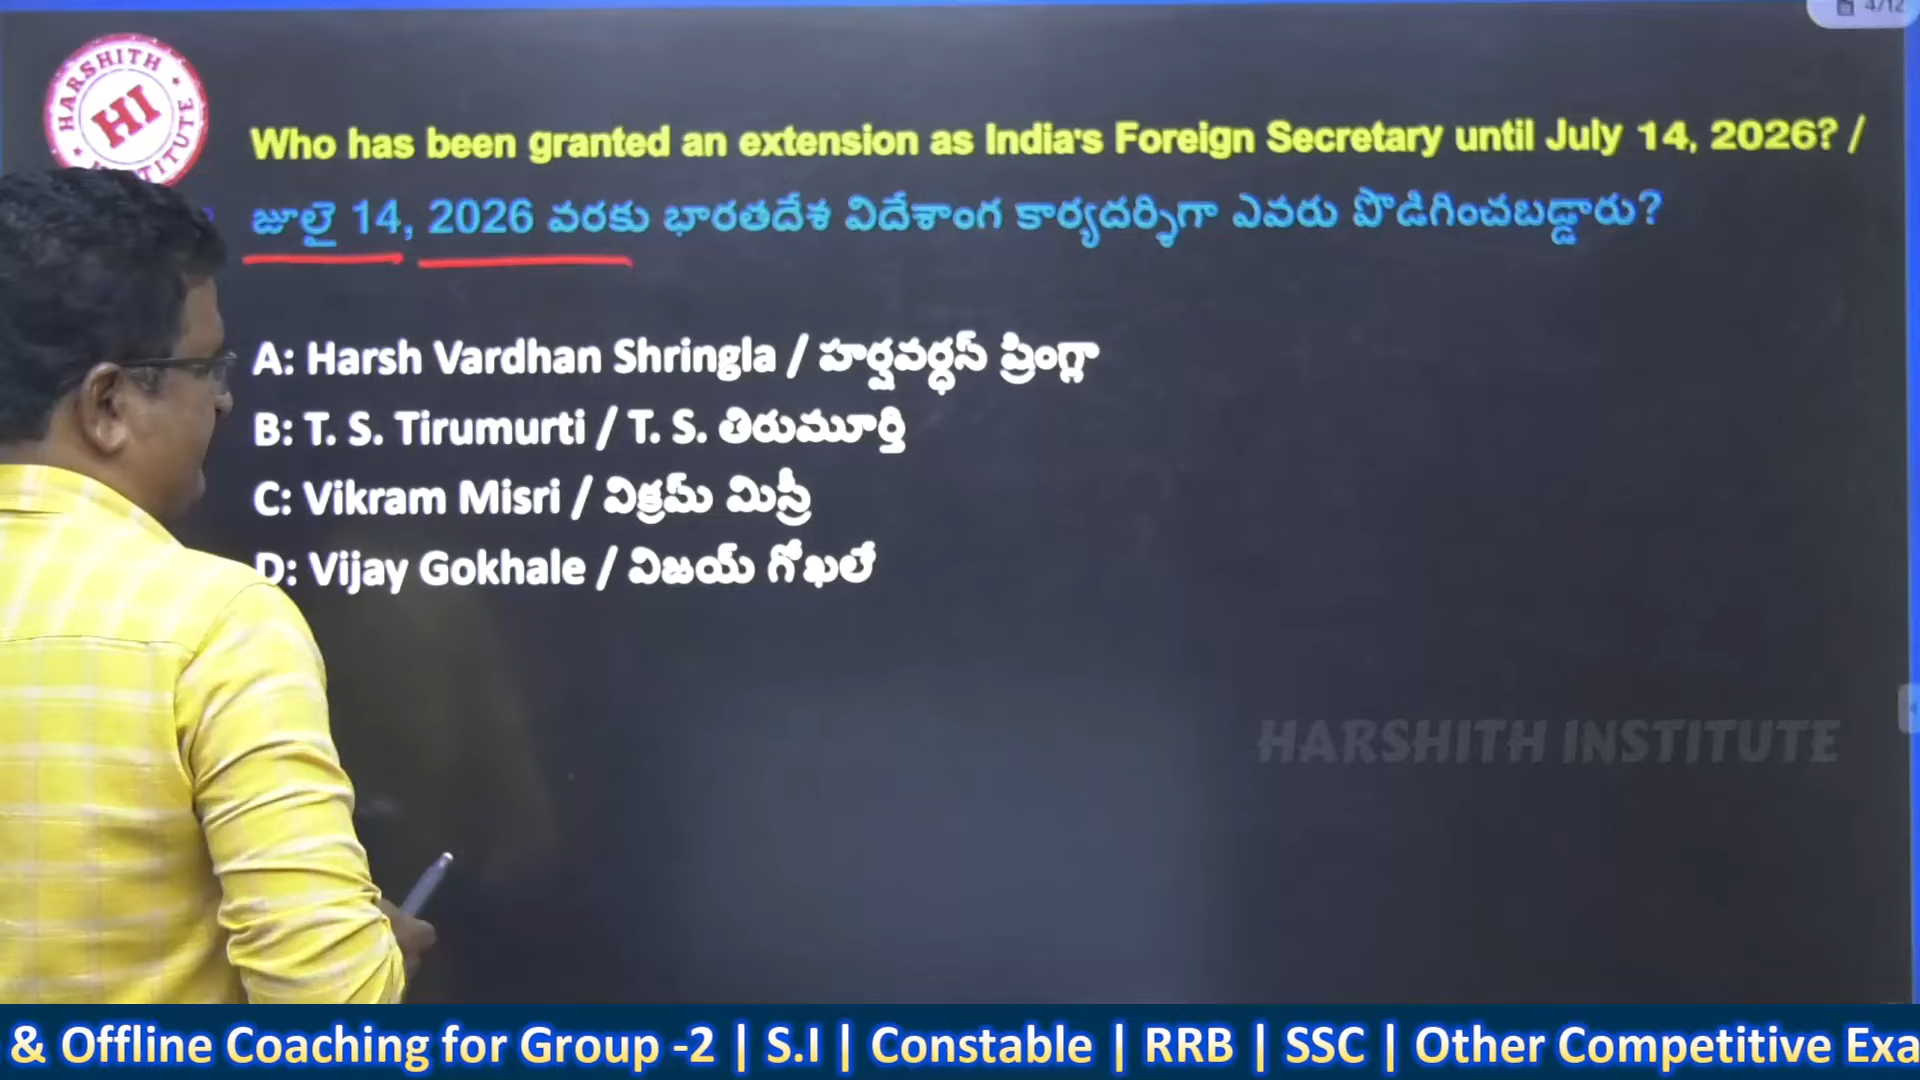 4/12
HARSHITH
HI
INSTITUTE
Who has been granted an extension as India's Foreign Secretary until July 14, 2026? /
జూలై 14, 2026 వరకు భారతదేశ విదేశాంగ కార్యదర్శిగా ఎవరు పొడిగించబడ్డారు?
A: Harsh Vardhan Shringla / హర్షవర్ధన్ ష్రింగ్లా
B: T. S. Tirumurti / T. S. తిరుమూర్తి
C: Vikram Misri / విక్రమ్ మిస్రీ
D: Vijay Gokhale / విజయ్ గోఖలే
HARSHITH INSTITUTE
& Offline Coaching for Group -2 | S.I | Constable | RRB | SSC | Other Competitive Exa